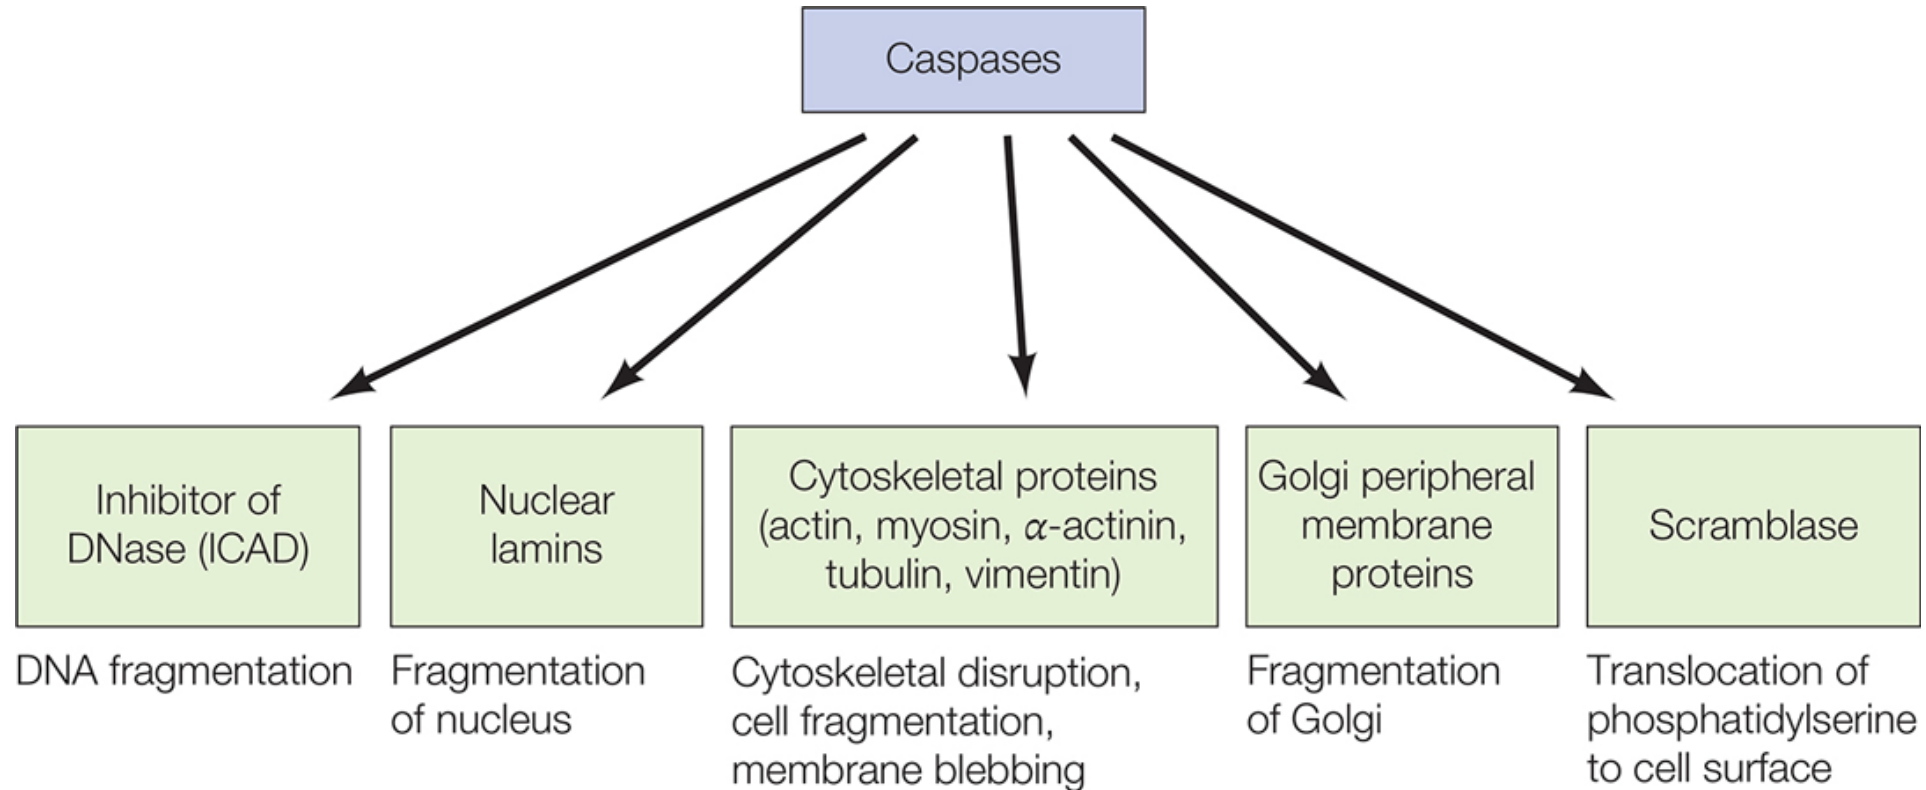 Caspases
Inhibitor of
DNase (ICAD)
Nuclear
lamins
Cytoskeletal proteins
(actin, myosin, α-actinin,
tubulin, vimentin)
Golgi peripheral
membrane
proteins
Scramblase
DNA fragmentation
Fragmentation
of nucleus
Cytoskeletal disruption,
cell fragmentation,
membrane blebbing
Fragmentation
of Golgi
Translocation of
phosphatidylserine
to cell surface